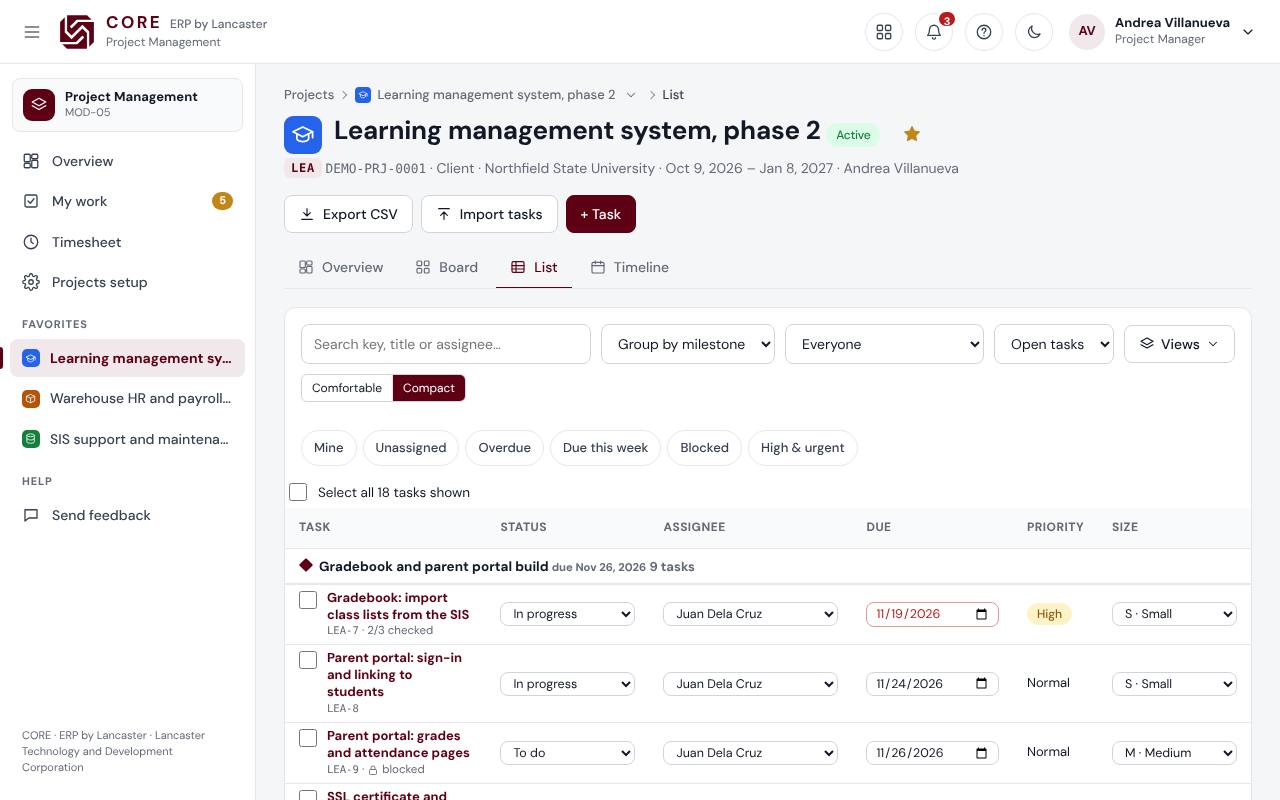 CORE ERP by Lancaster
Project Management
3
AV
Andrea Villanueva
Project Manager
Project Management
MOD-05
Overview
My work 5
Timesheet
Projects setup
FAVORITES
Learning management sy...
Warehouse HR and payroll...
SIS support and maintena...
HELP
Send feedback
CORE · ERP by Lancaster · Lancaster
Technology and Development
Corporation
Projects Learning management system, phase 2 List
Learning management system, phase 2 Active
LEA DEMO-PRJ-0001 · Client · Northfield State University · Oct 9, 2026 – Jan 8, 2027 · Andrea Villanueva
Export CSV Import tasks + Task
Overview Board List Timeline
Search key, title or assignee... Group by milestone Everyone Open tasks Views
Comfortable Compact
Mine Unassigned Overdue Due this week Blocked High & urgent
Select all 18 tasks shown
TASK STATUS ASSIGNEE DUE PRIORITY SIZE
Gradebook and parent portal build due Nov 26, 2026 9 tasks
Gradebook: import
class lists from the SIS
LEA-7 · 2/3 checked
In progress Juan Dela Cruz 11/19/2026 High S · Small
Parent portal: sign-in
and linking to
students
LEA-8
In progress Juan Dela Cruz 11/24/2026 Normal S · Small
Parent portal: grades
and attendance pages
LEA-9 · blocked
To do Juan Dela Cruz 11/26/2026 Normal M · Medium
SSL certificate and